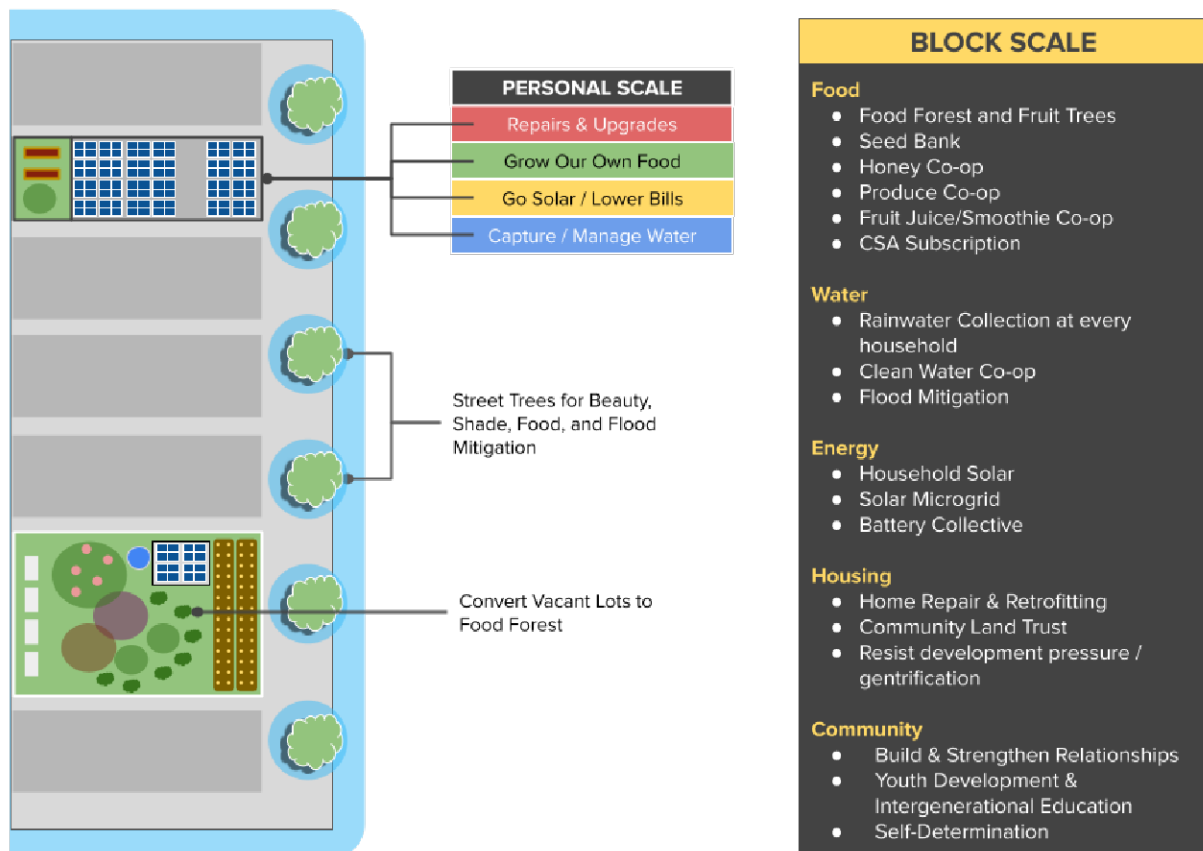 PERSONAL SCALE
Repairs & Upgrades
Grow Our Own Food
Go Solar / Lower Bills
Capture / Manage Water
Street Trees for Beauty,
Shade, Food, and Flood
Mitigation
Convert Vacant Lots to
Food Forest
BLOCK SCALE
Food
● Food Forest and Fruit Trees
● Seed Bank
● Honey Co-op
● Produce Co-op
● Fruit Juice/Smoothie Co-op
● CSA Subscription
Water
● Rainwater Collection at every
household
● Clean Water Co-op
● Flood Mitigation
Energy
● Household Solar
● Solar Microgrid
● Battery Collective
Housing
● Home Repair & Retrofitting
● Community Land Trust
● Resist development pressure /
gentrification
Community
● Build & Strengthen Relationships
● Youth Development &
Intergenerational Education
● Self-Determination